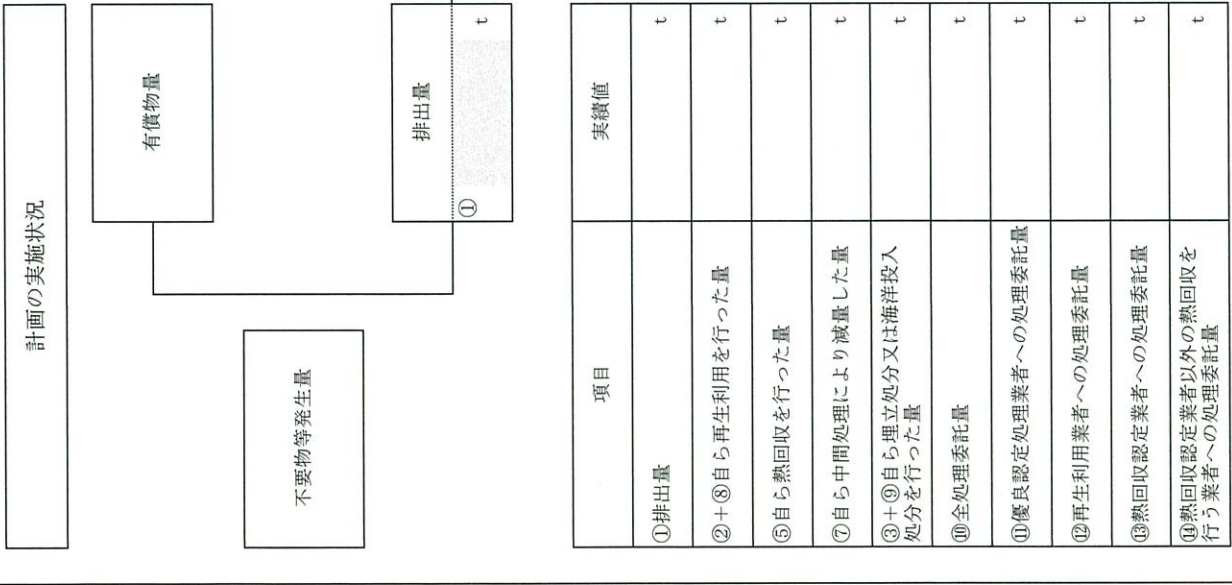 計画の実施状況
不要物等発生量
有償物量
排出量
① t
項目 実績値
①排出量 t
②+⑧自ら再生利用を行った量 t
⑤自ら熱回収を行った量 t
⑦自ら中間処理により減量した量 t
③+⑨自ら埋立処分又は海洋投入
処分を行った量 t
⑩全処理委託量 t
⑪優良認定処理業者への処理委託量 t
⑫再生利用業者への処理委託量 t
⑬熱回収認定業者への処理委託量 t
⑭熱回収認定業者以外の熱回収を
行う業者への処理委託量 t